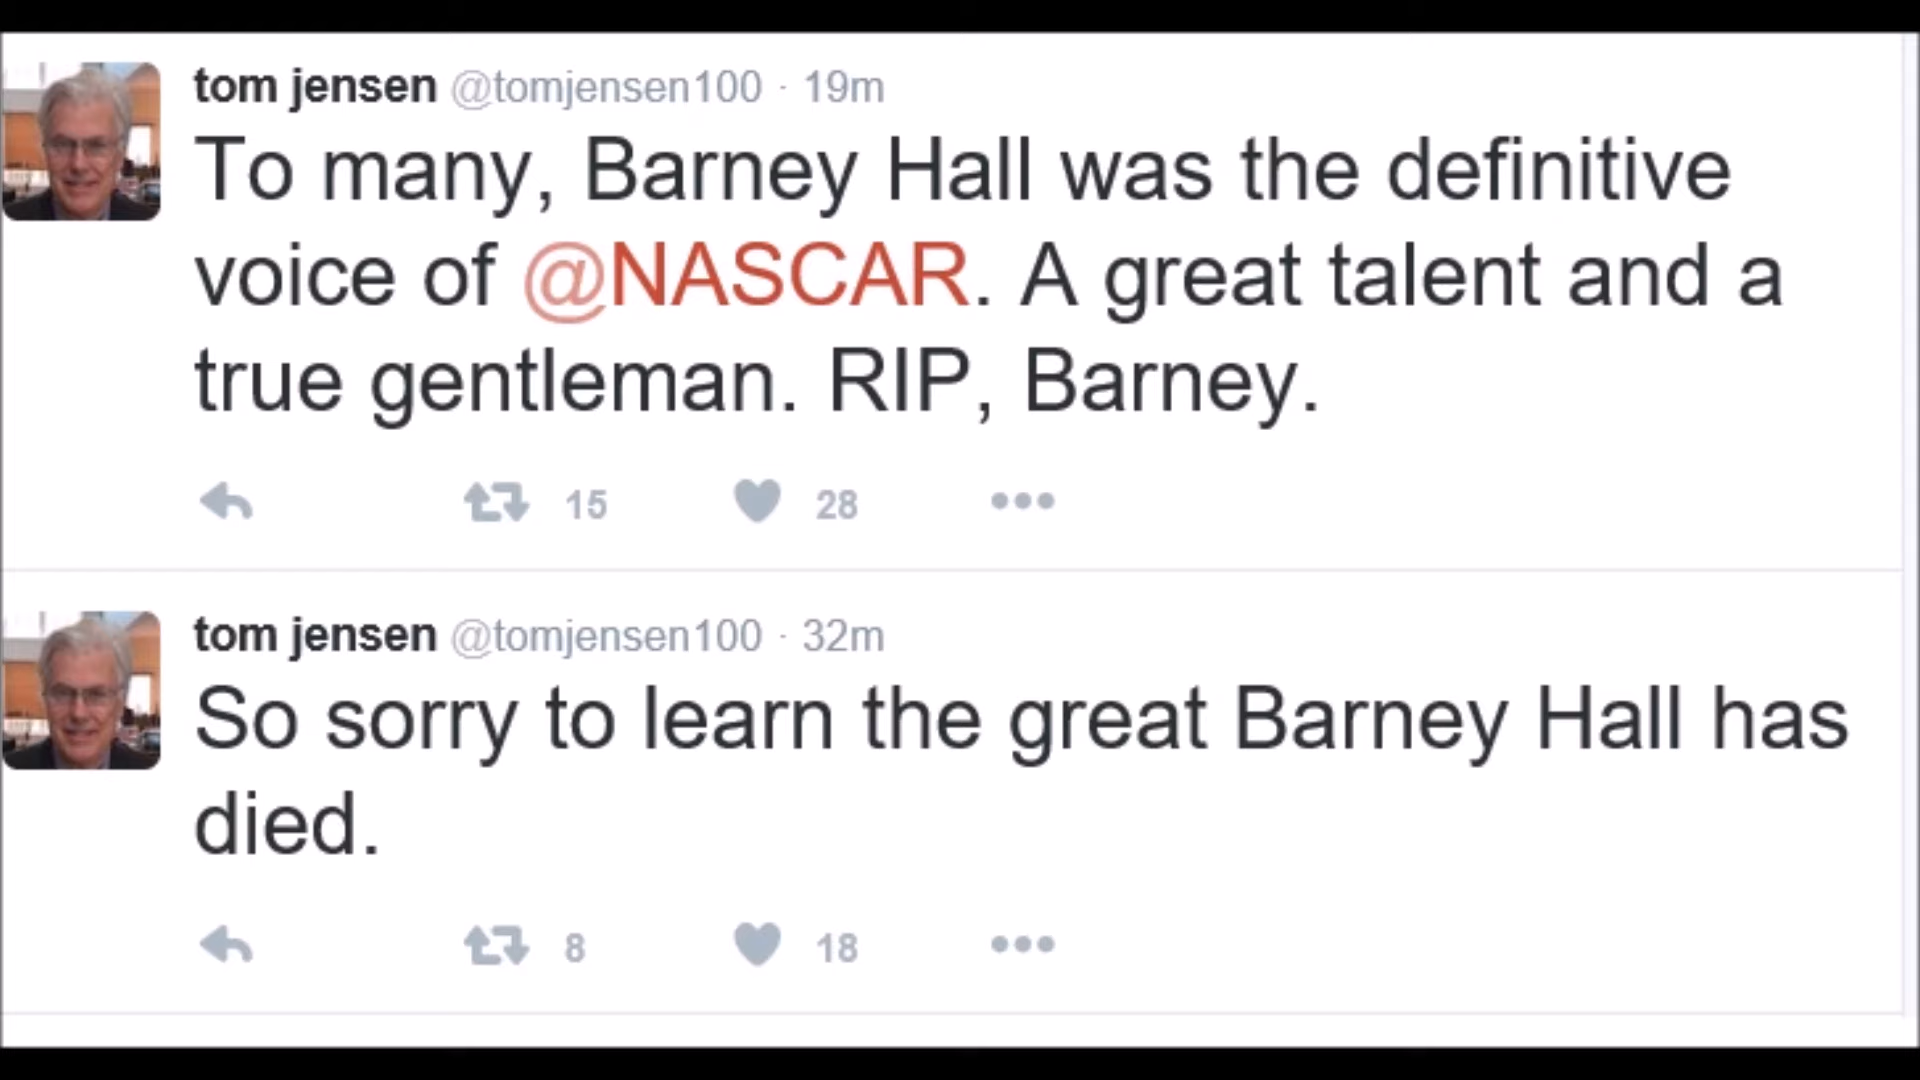 tom jensen @tomjensen100 · 19m
To many, Barney Hall was the definitive
voice of @NASCAR. A great talent and a
true gentleman. RIP, Barney.
15 28
tom jensen @tomjensen100 · 32m
So sorry to learn the great Barney Hall has
died.
8 18